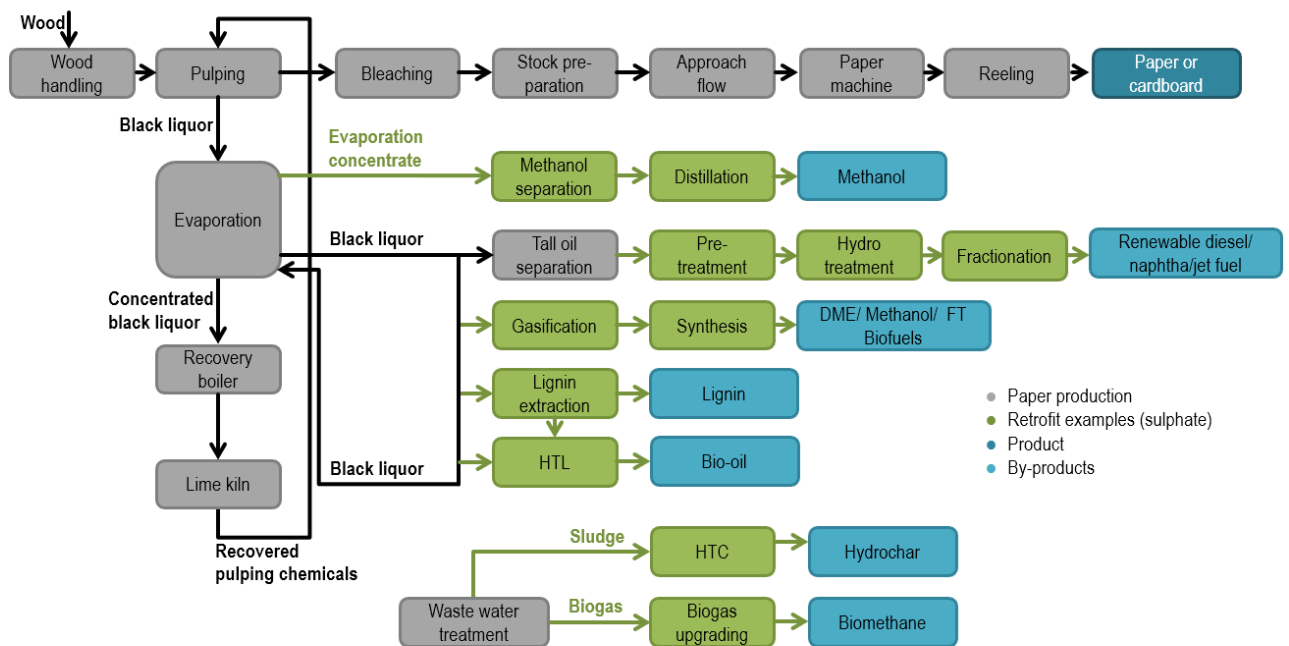 Wood
Wood
handling
Pulping
Bleaching
Stock pre-
paration
Approach
flow
Paper
machine
Reeling
Paper or
cardboard
Black liquor
Evaporation
concentrate
Methanol
separation
Distillation
Methanol
Evaporation
Black liquor
Tall oil
separation
Pre-
treatment
Hydro
treatment
Fractionation
Renewable diesel/
naphtha/jet fuel
Concentrated
black liquor
Gasification
Synthesis
DME/ Methanol/ FT
Biofuels
Recovery
boiler
Lignin
extraction
Lignin
Black liquor
HTL
Bio-oil
Lime kiln
Paper production
Retrofit examples (sulphate)
Product
By-products
Recovered
pulping chemicals
Sludge
HTC
Hydrochar
Waste water
treatment
Biogas
Biogas
upgrading
Biomethane